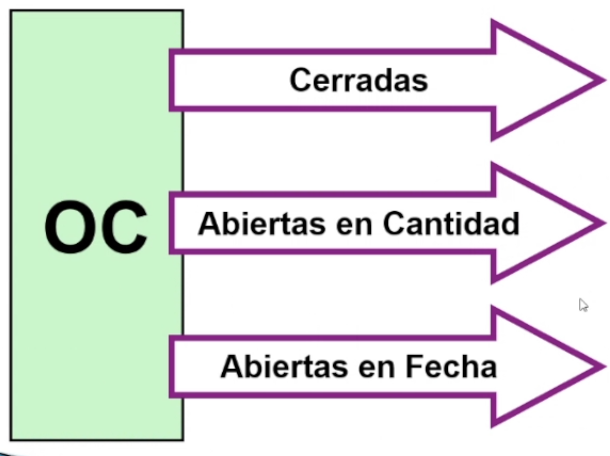 OC
Cerradas
Abiertas en Cantidad
Abiertas en Fecha